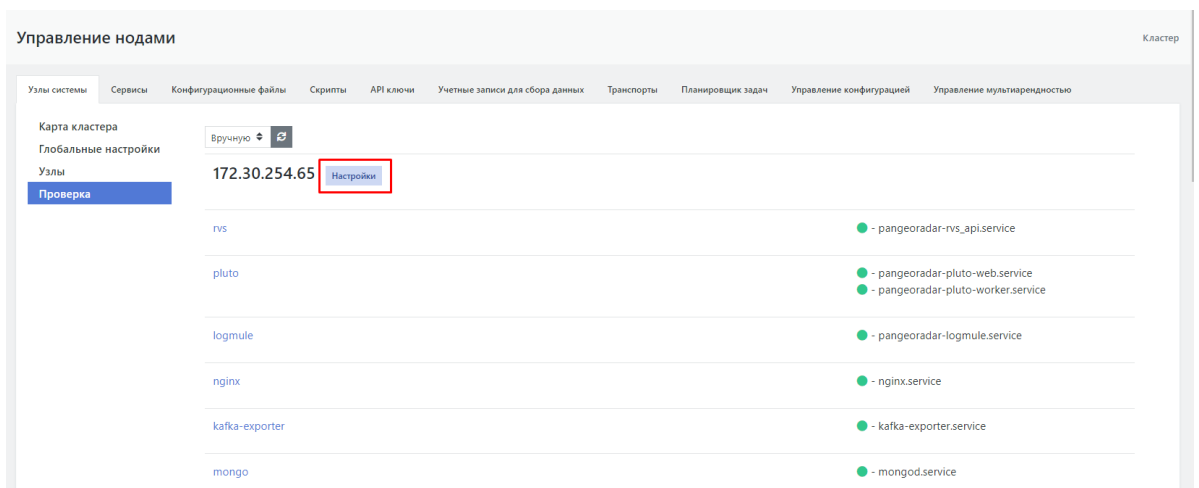 Управление нодами
Кластер
Узлы системы Сервисы Конфигурационные файлы Скрипты API ключи Учетные записи для сбора данных Транспорты Планировщик задач Управление конфигурацией Управление мультиарендностью
Карта кластера
Глобальные настройки
Узлы
Проверка
Вручную
172.30.254.65 Настройки
rvs - pangeoradar-rvs_api.service
pluto - pangeoradar-pluto-web.service
- pangeoradar-pluto-worker.service
logmule - pangeoradar-logmule.service
nginx - nginx.service
kafka-exporter - kafka-exporter.service
mongo - mongod.service